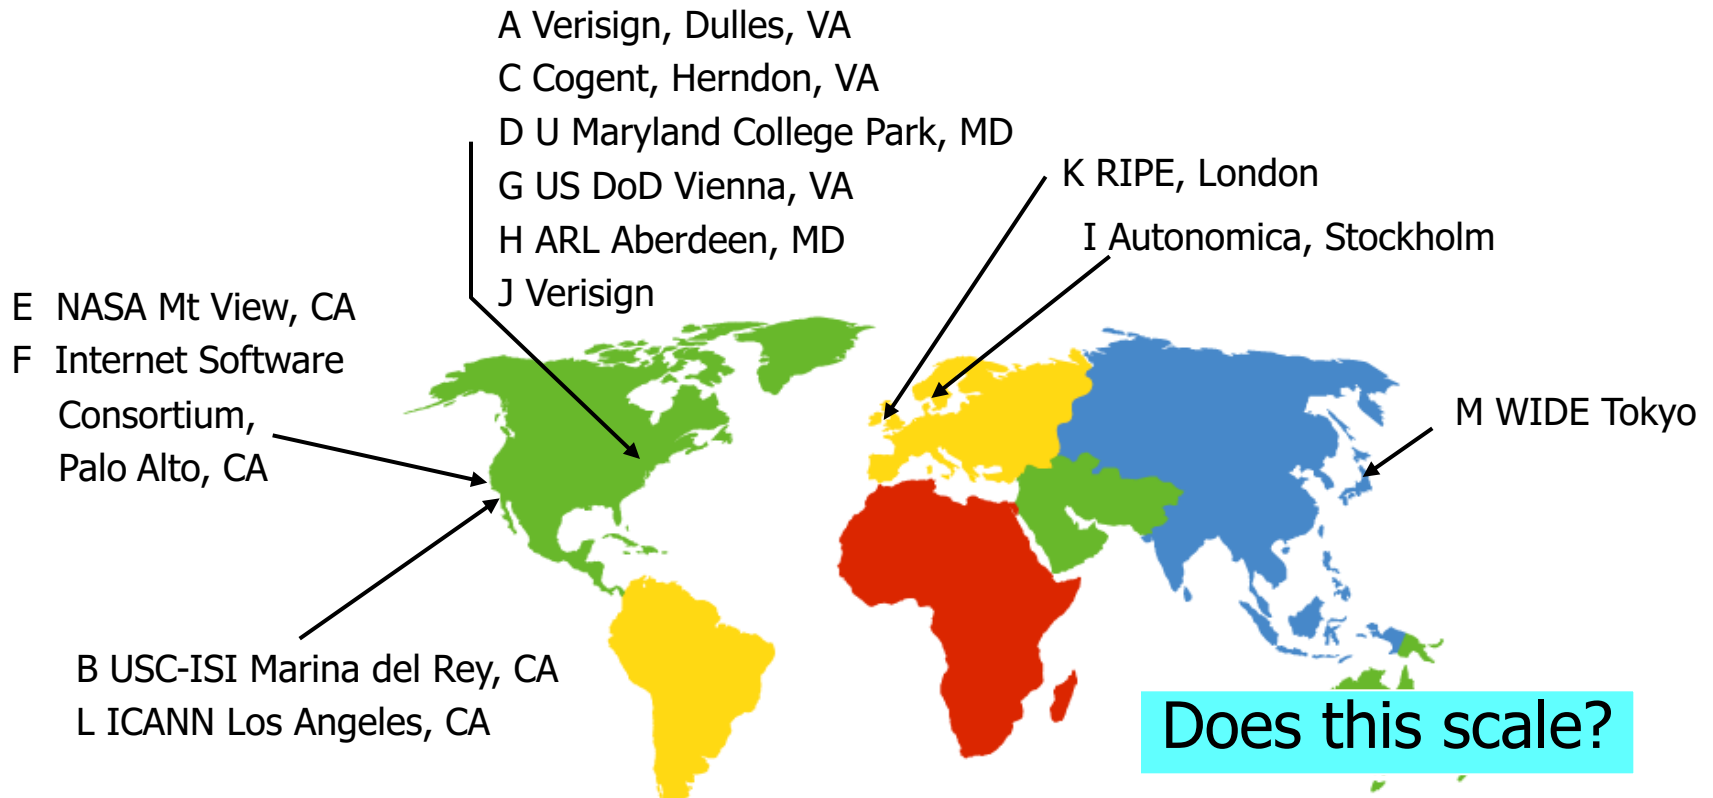 A Verisign, Dulles, VA
C Cogent, Herndon, VA
D U Maryland College Park, MD
G US DoD Vienna, VA
H ARL Aberdeen, MD
J Verisign
K RIPE, London
I Autonomica, Stockholm
E NASA Mt View, CA
F Internet Software
Consortium,
Palo Alto, CA
M WIDE Tokyo
B USC-ISI Marina del Rey, CA
L ICANN Los Angeles, CA
Does this scale?